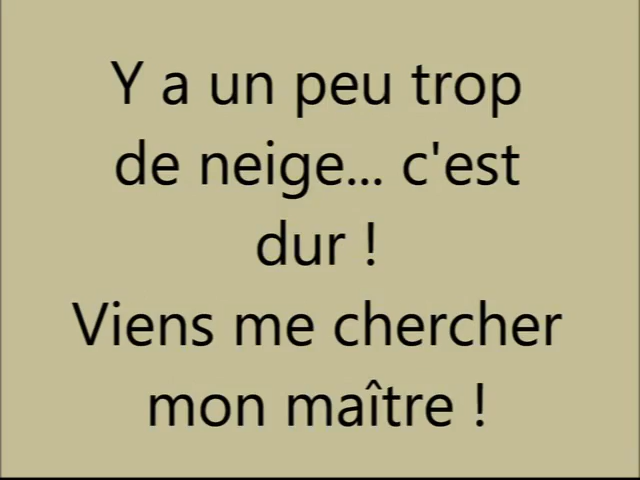 Y a un peu trop
de neige... c'est
dur !
Viens me chercher
mon maître !